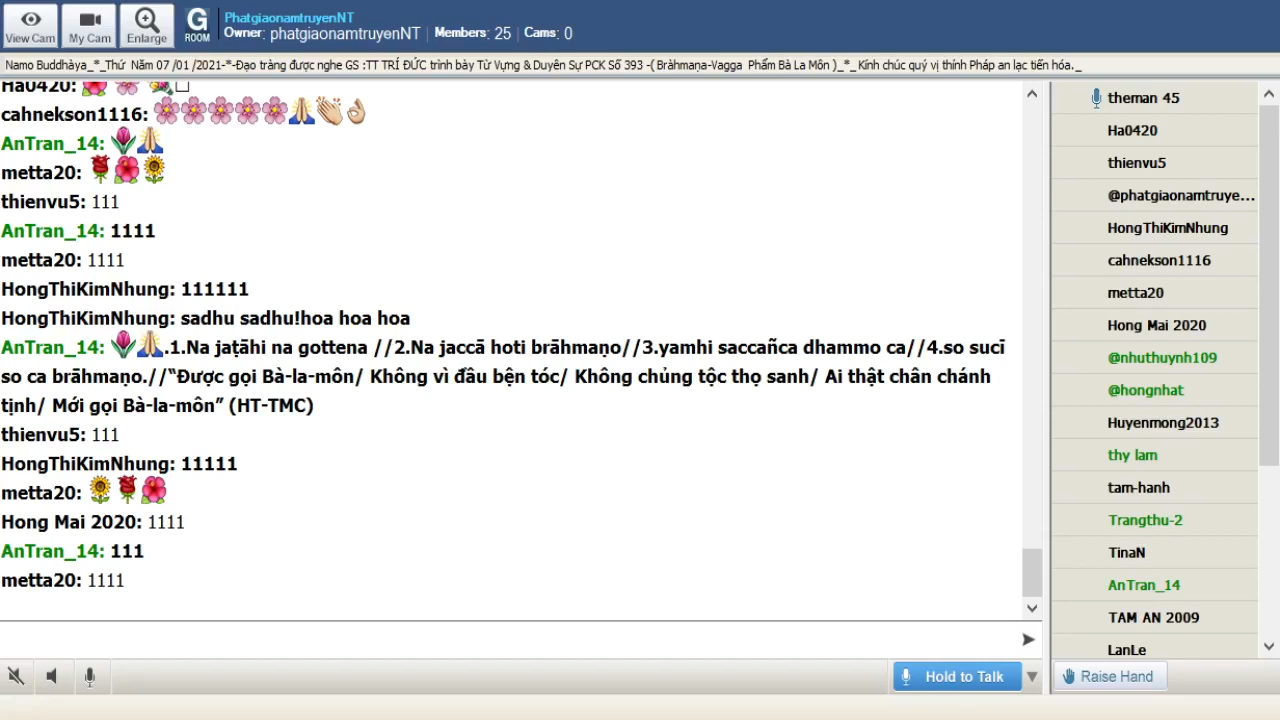 View Cam
My Cam
Enlarge
G
ROOM
PhatgiaonamtruyenNT
Owner: phatgiaonamtruyenNT | Members: 25 | Cams: 0
Namo Buddhàya_*_Thứ Năm 07 /01 /2021-*-Đạo tràng được nghe GS :TT TRÍ ĐỨC trình bày Từ Vựng & Duyên Sự PCK Số 393 -( Bràhmaṇa-Vagga Phẩm Bà La Môn )_*_Kính chúc quý vị thính Pháp an lạc tiến hóa._
Ha0420: 🌺 🌸 💐
cahnekson1116: 🌸🌸🌸🌸🌸🙏👏👌
AnTran_14: 🌷🙏
metta20: 🌹🌺🌻
thienvu5: 111
AnTran_14: 1111
metta20: 1111
HongThiKimNhung: 111111
HongThiKimNhung: sadhu sadhu!hoa hoa hoa
AnTran_14: 🌷🙏.1.Na jaṭāhi na gottena //2.Na jaccā hoti brāhmaṇo//3.yamhi saccañca dhammo ca//4.so sucī
so ca brāhmaṇo.//“Được gọi Bà-la-môn/ Không vì đầu bện tóc/ Không chủng tộc thọ sanh/ Ai thật chân chánh
tịnh/ Mới gọi Bà-la-môn” (HT-TMC)
thienvu5: 111
HongThiKimNhung: 11111
metta20: 🌻🌹🌺
Hong Mai 2020: 1111
AnTran_14: 111
metta20: 1111
Hold to Talk
theman 45
Ha0420
thienvu5
@phatgiaonamtruye...
HongThiKimNhung
cahnekson1116
metta20
Hong Mai 2020
@nhuthuynh109
@hongnhat
Huyenmong2013
thy lam
tam-hanh
Trangthu-2
TinaN
AnTran_14
TAM AN 2009
LanLe
Raise Hand